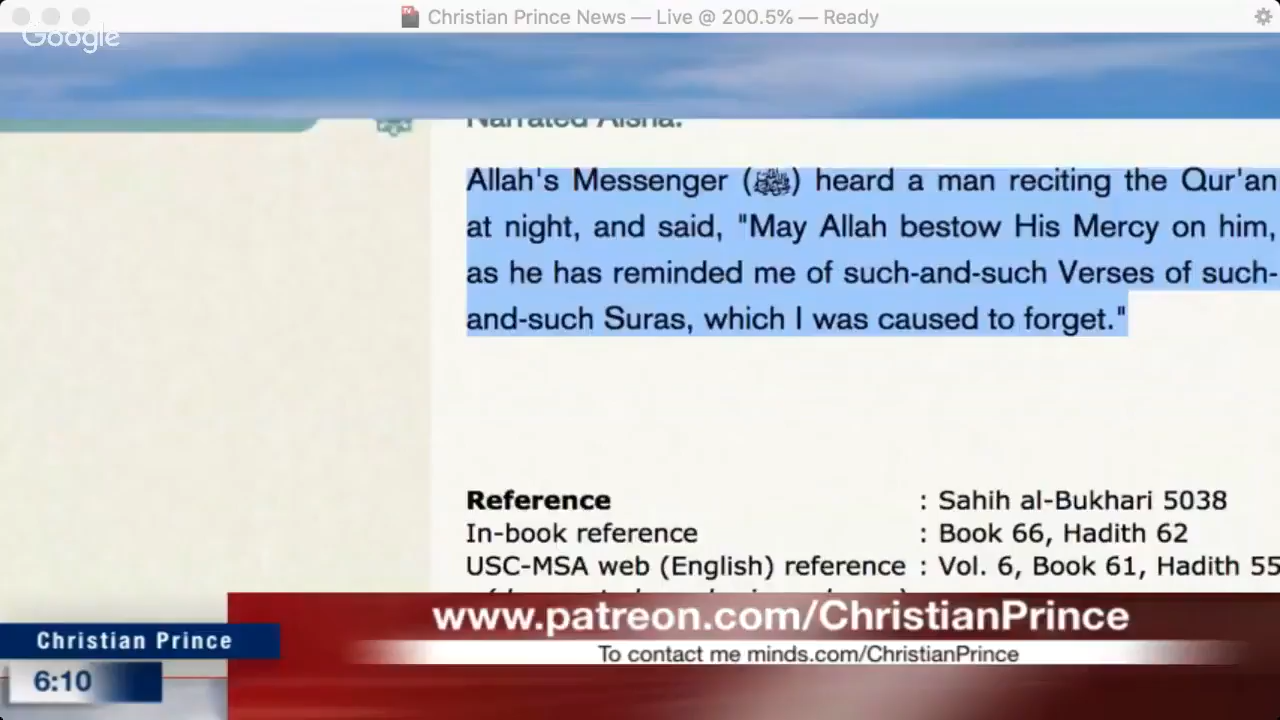 Christian Prince News — Live @ 200.5% — Ready
Google
Narrated Aisha:
Allah's Messenger (ﷺ) heard a man reciting the Qur'an
at night, and said, "May Allah bestow His Mercy on him,
as he has reminded me of such-and-such Verses of such-
and-such Suras, which I was caused to forget."
Reference : Sahih al-Bukhari 5038
In-book reference : Book 66, Hadith 62
USC-MSA web (English) reference : Vol. 6, Book 61, Hadith 55
www.patreon.com/ChristianPrince
Christian Prince
To contact me minds.com/ChristianPrince
6:10